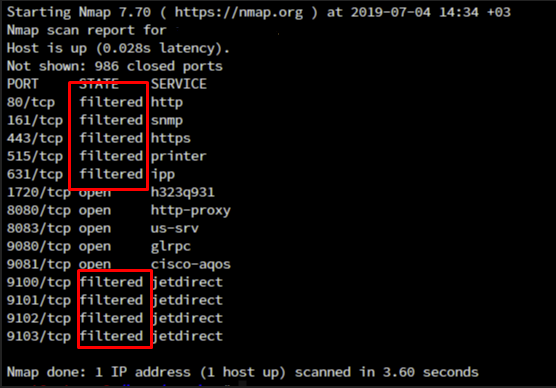 Starting Nmap 7.70 ( https://nmap.org ) at 2019-07-04 14:34 +03
Nmap scan report for
Host is up (0.028s latency).
Not shown: 986 closed ports
PORT STATE SERVICE
80/tcp filtered http
161/tcp filtered snmp
443/tcp filtered https
515/tcp filtered printer
631/tcp filtered ipp
1720/tcp open h323q931
8080/tcp open http-proxy
8083/tcp open us-srv
9080/tcp open glrpc
9081/tcp open cisco-aqos
9100/tcp filtered jetdirect
9101/tcp filtered jetdirect
9102/tcp filtered jetdirect
9103/tcp filtered jetdirect
Nmap done: 1 IP address (1 host up) scanned in 3.60 seconds